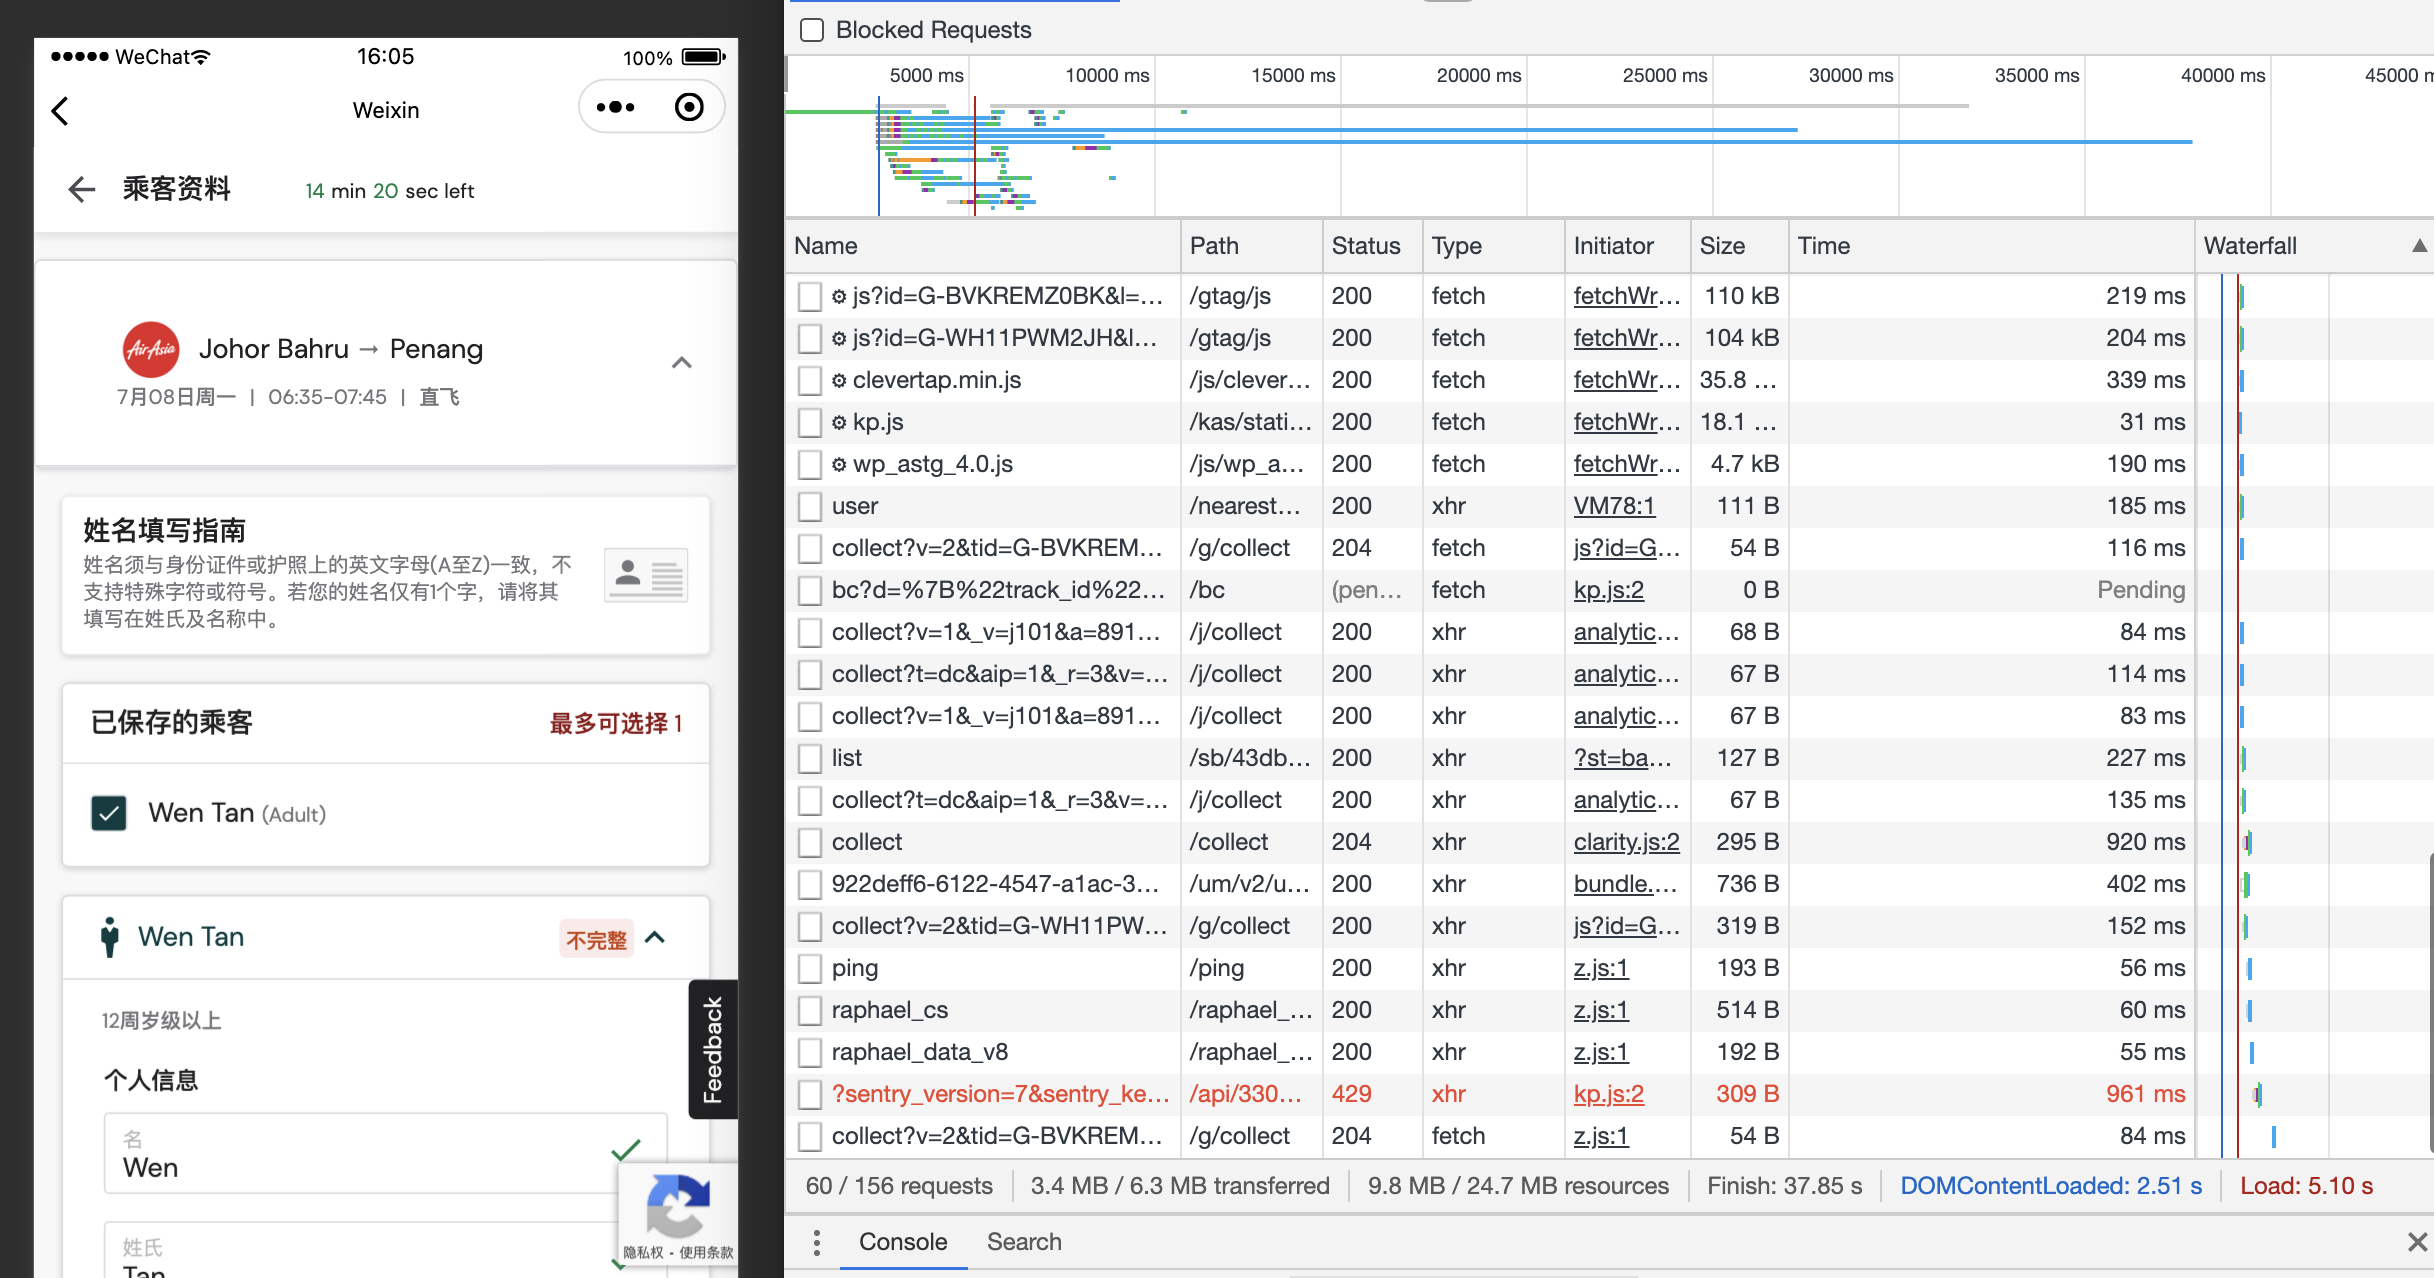 WeChat
16:05
100%
Weixin
乘客资料
14 min 20 sec left
AirAsia
Johor Bahru → Penang
7月08日周一 | 06:35-07:45 | 直飞
姓名填写指南
姓名须与身份证件或护照上的英文字母(A至Z)一致，不
支持特殊字符或符号。若您的姓名仅有1个字，请将其
填写在姓氏及名称中。
已保存的乘客
最多可选择 1
Wen Tan (Adult)
Wen Tan
不完整
12周岁级以上
个人信息
名
Wen
姓氏
Tan
Feedback
隐私权 - 使用条款
Blocked Requests
5000 ms
10000 ms
15000 ms
20000 ms
25000 ms
30000 ms
35000 ms
40000 ms
45000 m
Name Path Status Type Initiator Size Time Waterfall
js?id=G-BVKREMZ0BK&l=... /gtag/js 200 fetch fetchWr... 110 kB 219 ms
js?id=G-WH11PWM2JH&l... /gtag/js 200 fetch fetchWr... 104 kB 204 ms
clevertap.min.js /js/clever... 200 fetch fetchWr... 35.8 ... 339 ms
kp.js /kas/stati... 200 fetch fetchWr... 18.1 ... 31 ms
wp_astg_4.0.js /js/wp_a... 200 fetch fetchWr... 4.7 kB 190 ms
user /nearest... 200 xhr VM78:1 111 B 185 ms
collect?v=2&tid=G-BVKREM... /g/collect 204 fetch js?id=G... 54 B 116 ms
bc?d=%7B%22track_id%22... /bc (pen... fetch kp.js:2 0 B Pending
collect?v=1&_v=j101&a=891... /j/collect 200 xhr analytic... 68 B 84 ms
collect?t=dc&aip=1&_r=3&v=... /j/collect 200 xhr analytic... 67 B 114 ms
collect?v=1&_v=j101&a=891... /j/collect 200 xhr analytic... 67 B 83 ms
list /sb/43db... 200 xhr ?st=ba... 127 B 227 ms
collect?t=dc&aip=1&_r=3&v=... /j/collect 200 xhr analytic... 67 B 135 ms
collect /collect 204 xhr clarity.js:2 295 B 920 ms
922deff6-6122-4547-a1ac-3... /um/v2/u... 200 xhr bundle.... 736 B 402 ms
collect?v=2&tid=G-WH11PW... /g/collect 200 xhr js?id=G... 319 B 152 ms
ping /ping 200 xhr z.js:1 193 B 56 ms
raphael_cs /raphael_... 200 xhr z.js:1 514 B 60 ms
raphael_data_v8 /raphael_... 200 xhr z.js:1 192 B 55 ms
?sentry_version=7&sentry_ke... /api/330... 429 xhr kp.js:2 309 B 961 ms
collect?v=2&tid=G-BVKREM... /g/collect 204 fetch z.js:1 54 B 84 ms
60 / 156 requests 3.4 MB / 6.3 MB transferred 9.8 MB / 24.7 MB resources Finish: 37.85 s DOMContentLoaded: 2.51 s Load: 5.10 s
Console Search